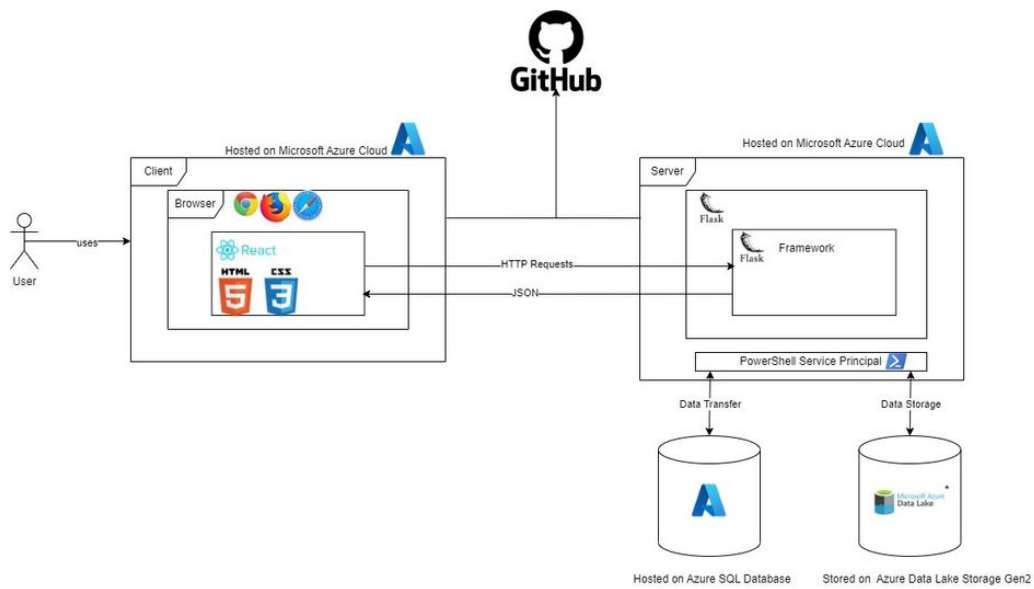 GitHub
Hosted on Microsoft Azure Cloud
Hosted on Microsoft Azure Cloud
Client
Server
Browser
Flask
React
Flask
Framework
uses
HTML
5
CSS
3
HTTP Requests
User
JSON
PowerShell Service Principal
Data Transfer
Data Storage
Microsoft Azure
Data Lake
Hosted on Azure SQL Database
Stored on Azure Data Lake Storage Gen2